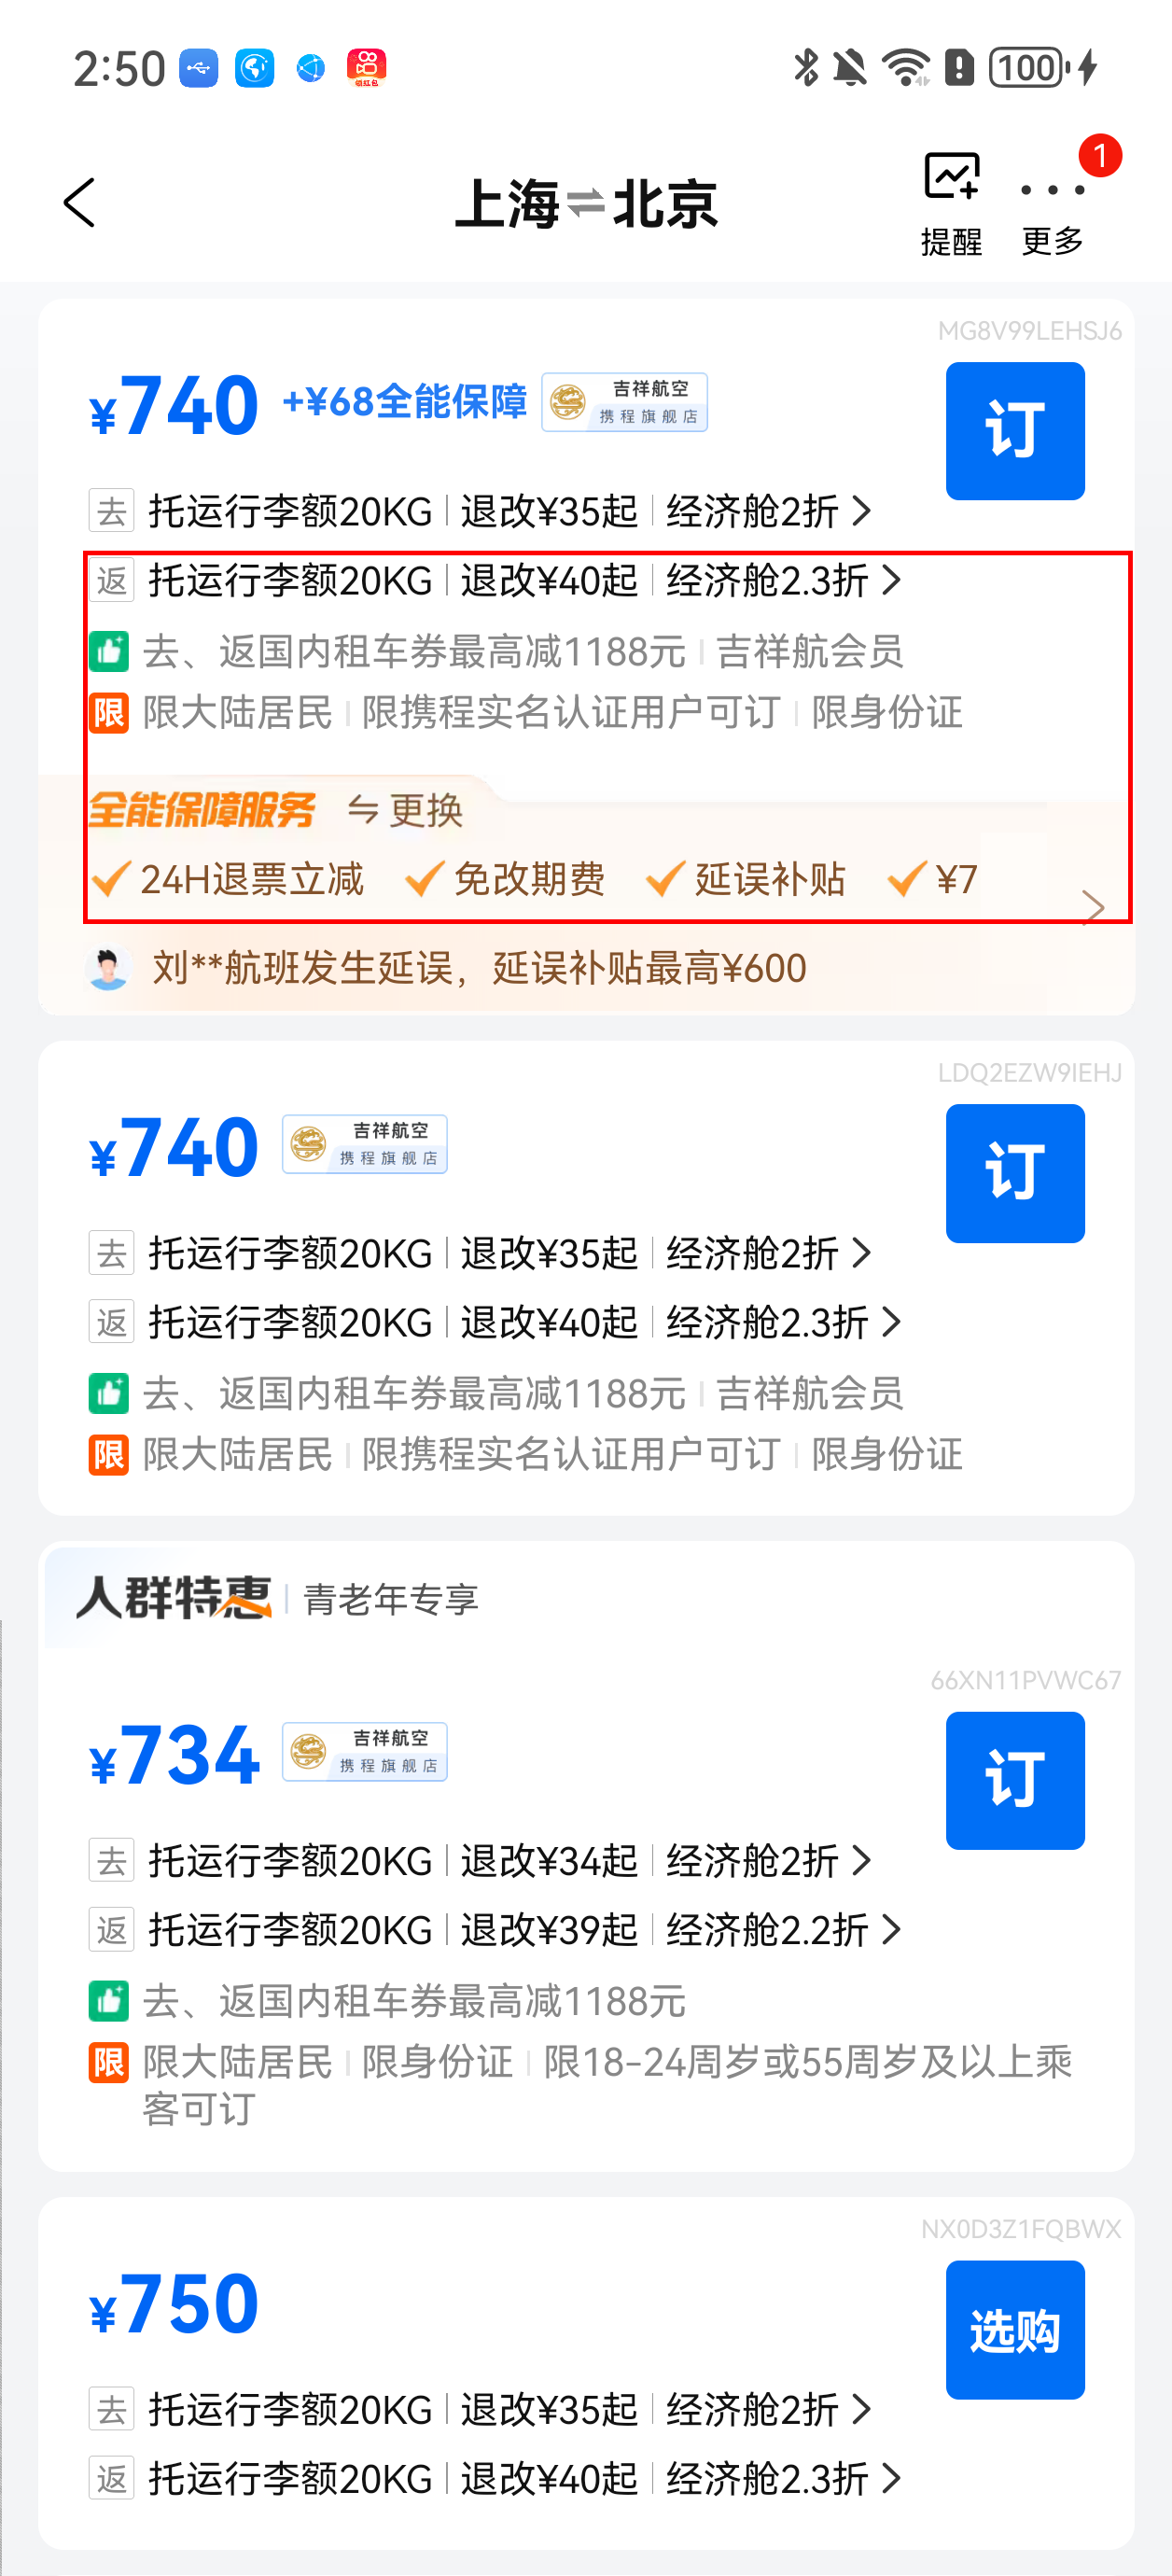 2:50
领红包
100
上海⇌北京
提醒
更多
1
MG8V99LEHSJ6
¥740 +¥68全能保障 吉祥航空 携程旗舰店
订
去 托运行李额20KG | 退改¥35起 | 经济舱2折 >
返 托运行李额20KG | 退改¥40起 | 经济舱2.3折 >
去、返国内租车券最高减1188元 | 吉祥航会员
限 限大陆居民 | 限携程实名认证用户可订 | 限身份证
全能保障服务 ⇋ 更换
24H退票立减 免改期费 延误补贴 ¥7
刘**航班发生延误，延误补贴最高¥600
LDQ2EZW9IEHJ
¥740 吉祥航空 携程旗舰店
订
去 托运行李额20KG | 退改¥35起 | 经济舱2折 >
返 托运行李额20KG | 退改¥40起 | 经济舱2.3折 >
去、返国内租车券最高减1188元 | 吉祥航会员
限 限大陆居民 | 限携程实名认证用户可订 | 限身份证
人群特惠 | 青老年专享
66XN11PVWC67
¥734 吉祥航空 携程旗舰店
订
去 托运行李额20KG | 退改¥34起 | 经济舱2折 >
返 托运行李额20KG | 退改¥39起 | 经济舱2.2折 >
去、返国内租车券最高减1188元
限 限大陆居民 | 限身份证 | 限18-24周岁或55周岁及以上乘
客可订
NX0D3Z1FQBWX
¥750
选购
去 托运行李额20KG | 退改¥35起 | 经济舱2折 >
返 托运行李额20KG | 退改¥40起 | 经济舱2.3折 >